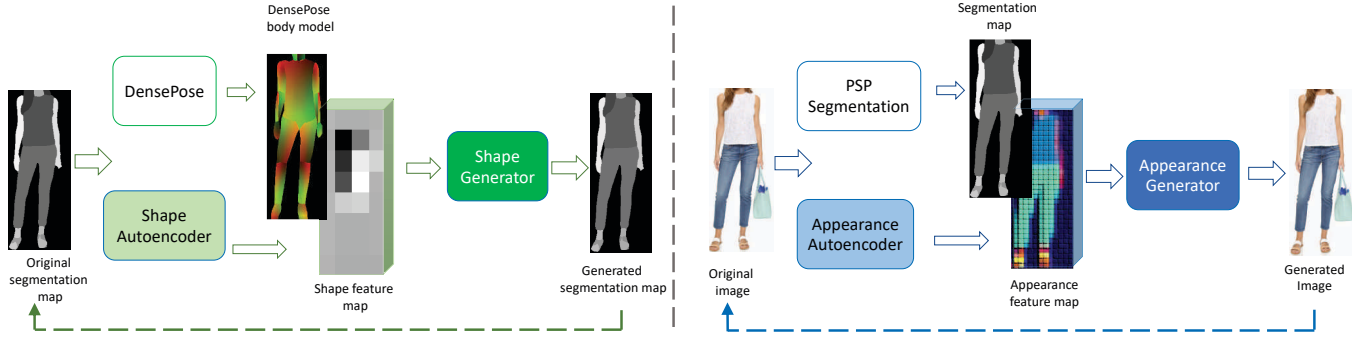 DensePose
body model
DensePose
Shape
Autoencoder
Original
segmentation
map
Shape feature
map
Shape
Generator
Generated
segmentation map
Segmentation
map
PSP
Segmentation
Appearance
Autoencoder
Original
image
Appearance
feature map
Appearance
Generator
Generated
Image